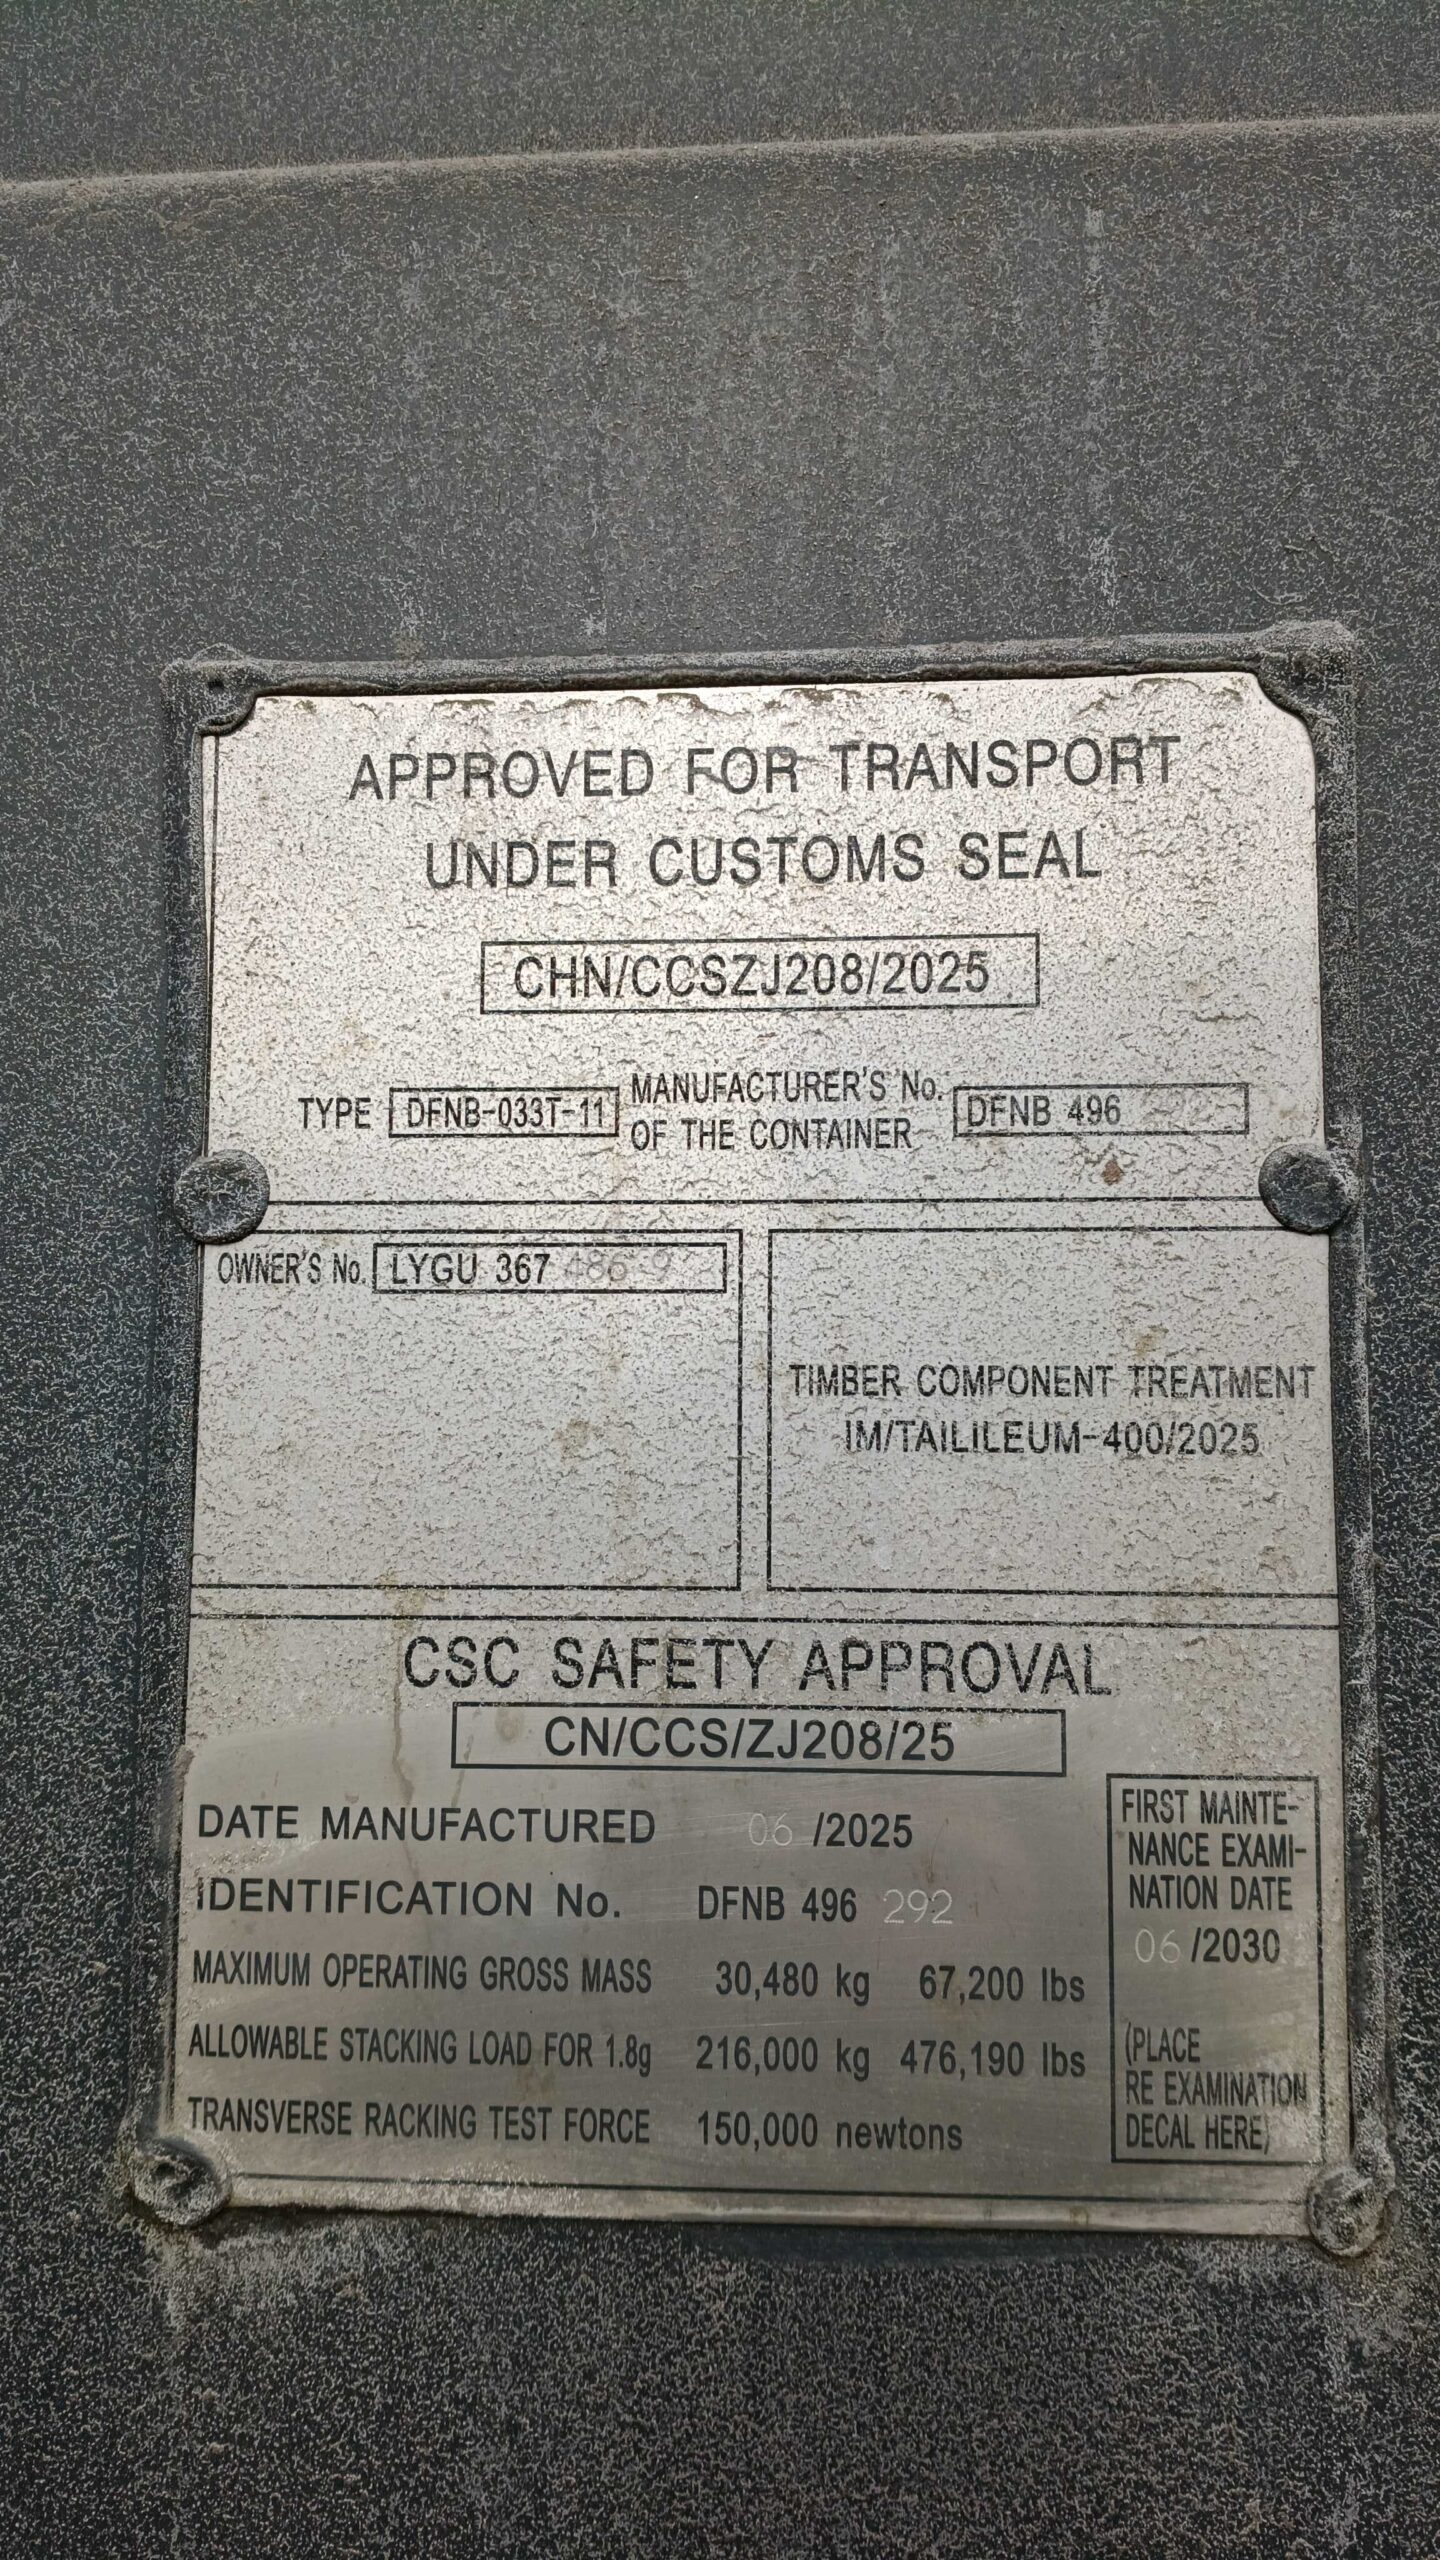 APPROVED FOR TRANSPORT
UNDER CUSTOMS SEAL
CHN/CCSZJ208/2025
TYPE DFNB-033T-11 MANUFACTURER'S No. OF THE CONTAINER DFNB 496
OWNER'S No. LYGU 367 486-9
TIMBER COMPONENT TREATMENT
IM/TAILILEUM-400/2025
CSC SAFETY APPROVAL
CN/CCS/ZJ208/25
DATE MANUFACTURED 06 /2025
IDENTIFICATION No. DFNB 496 292
MAXIMUM OPERATING GROSS MASS 30,480 kg 67,200 lbs
ALLOWABLE STACKING LOAD FOR 1.8g 216,000 kg 476,190 lbs
TRANSVERSE RACKING TEST FORCE 150,000 newtons
FIRST MAINTE-
NANCE EXAMI-
NATION DATE
06 /2030
(PLACE
RE EXAMINATION
DECAL HERE)